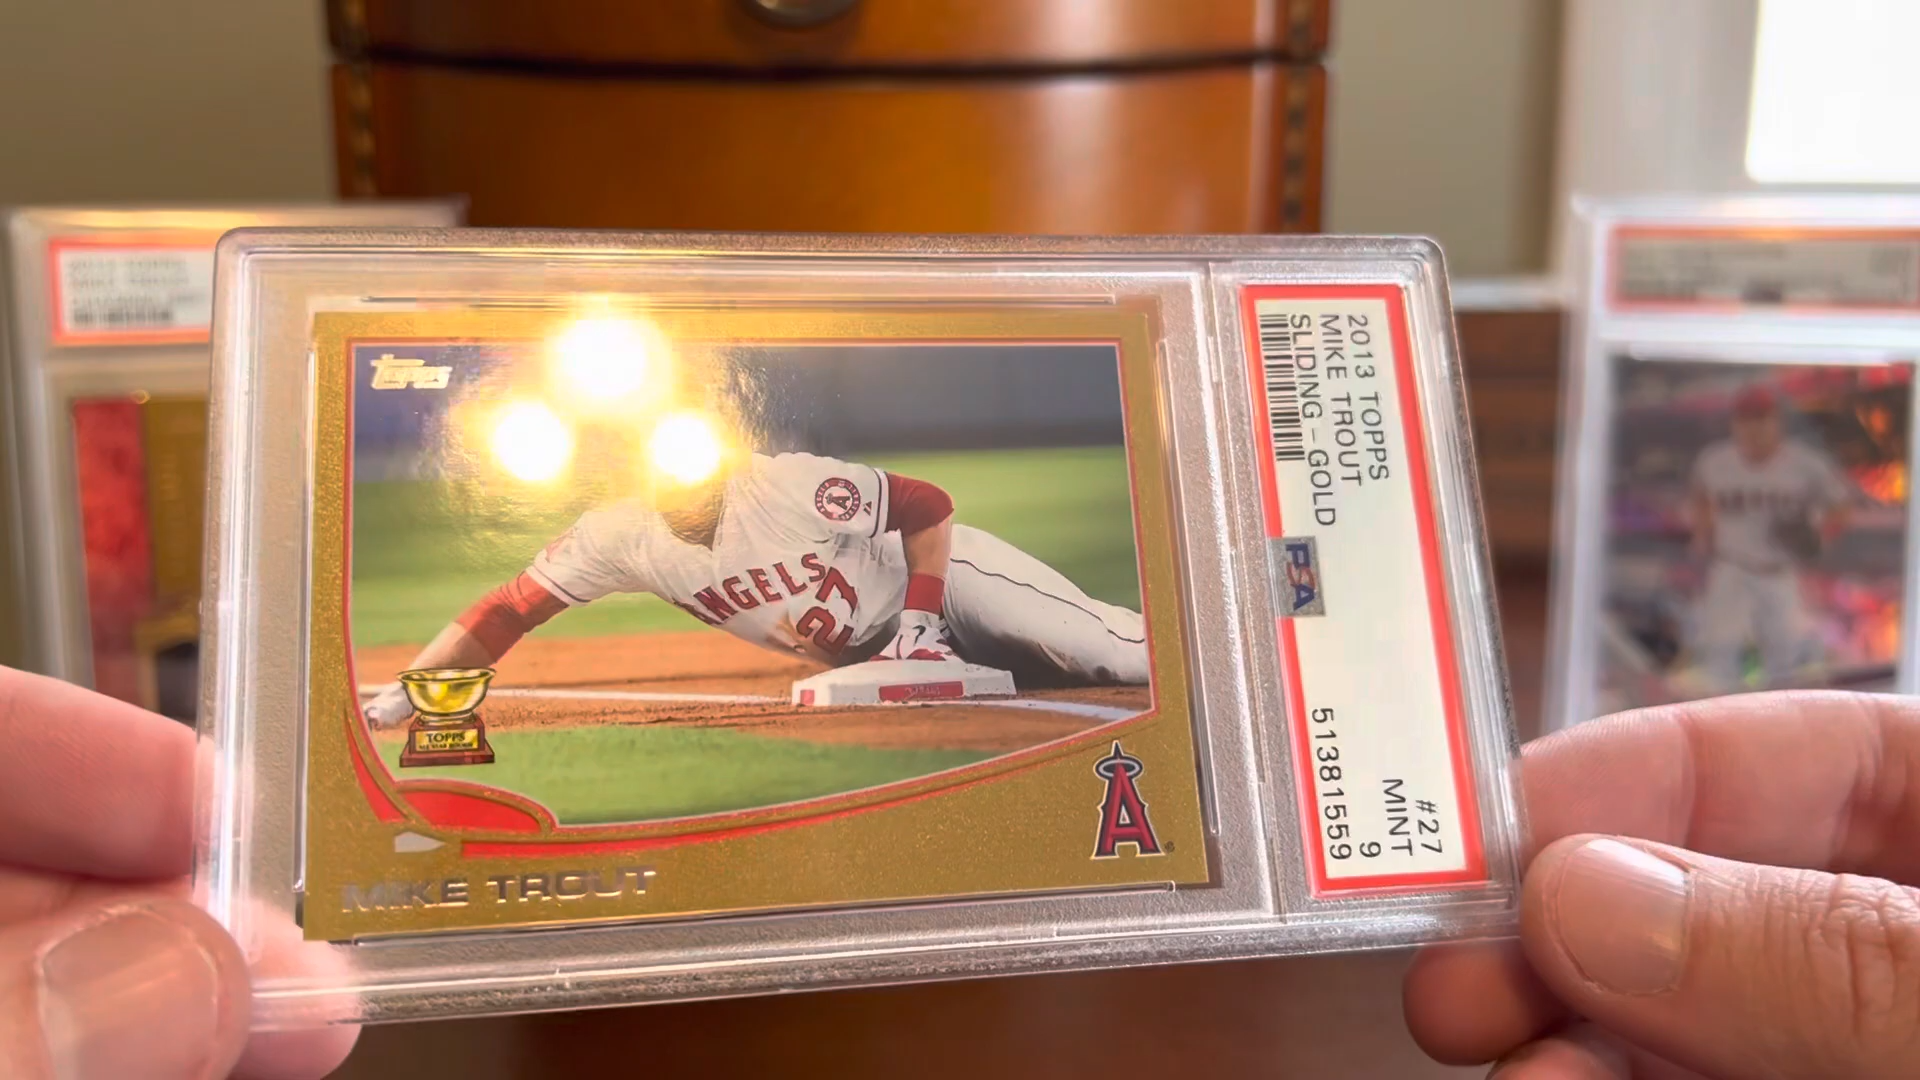 Topps
ANGELS
27
TOPPS
MIKE TROUT
A
2013 TOPPS
MIKE TROUT
SLIDING - GOLD
#27
MINT
9
51381559
PSA